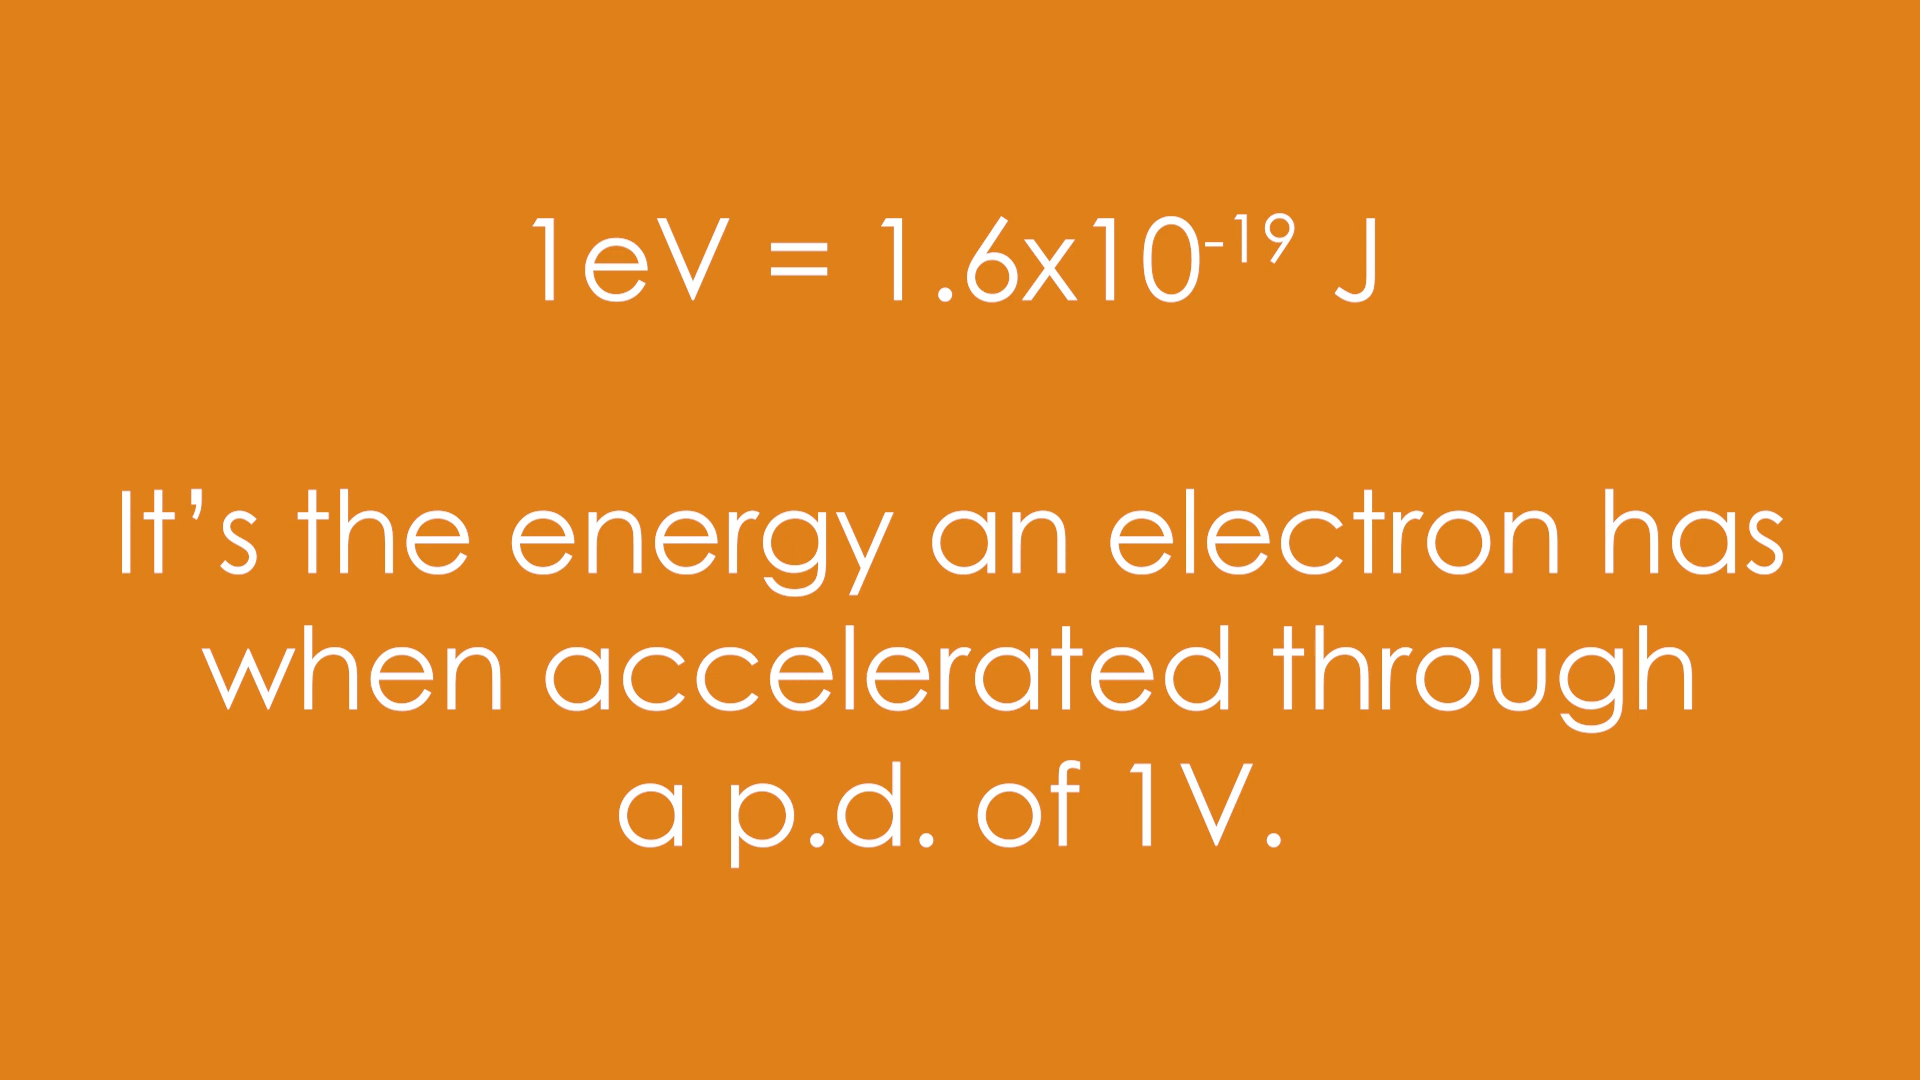 1eV = 1.6x10⁻¹⁹ J
It’s the energy an electron has
when accelerated through
a p.d. of 1V.